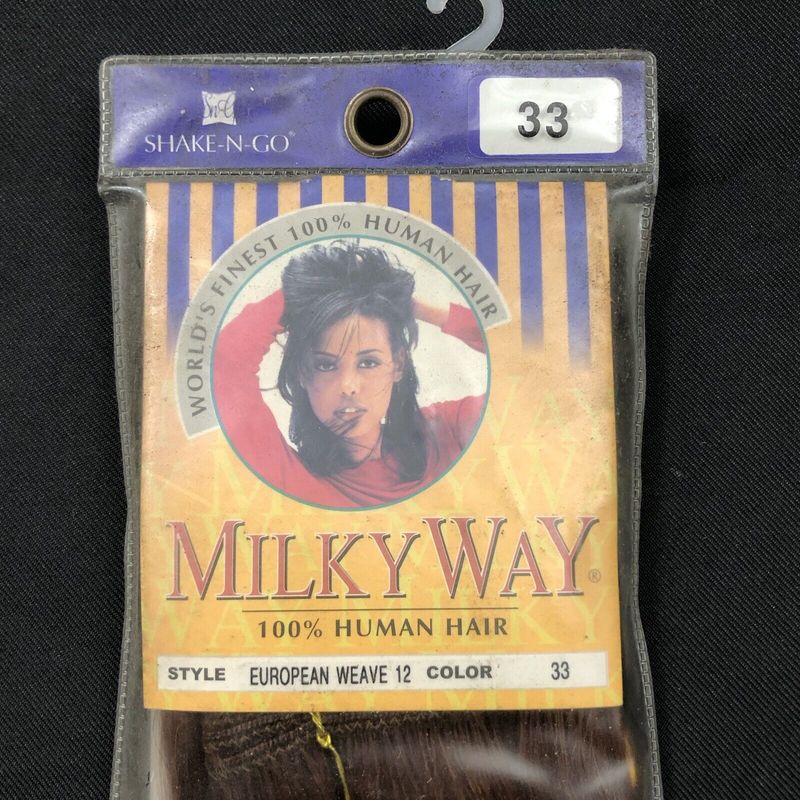 SnG
SHAKE-N-GO®
33
WORLD'S FINEST 100% HUMAN HAIR
MILKY WAY®
100% HUMAN HAIR
STYLE EUROPEAN WEAVE 12 COLOR 33